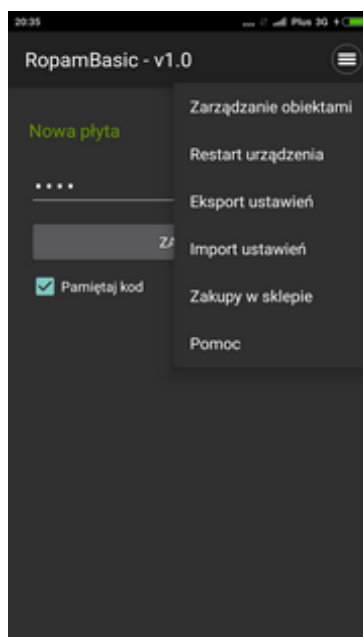 20:35
Plus 3G
RopamBasic - v1.0
Zarządzanie obiektami
Nowa płyta
Restart urządzenia
Eksport ustawień
ZA
Import ustawień
Pamiętaj kod
Zakupy w sklepie
Pomoc